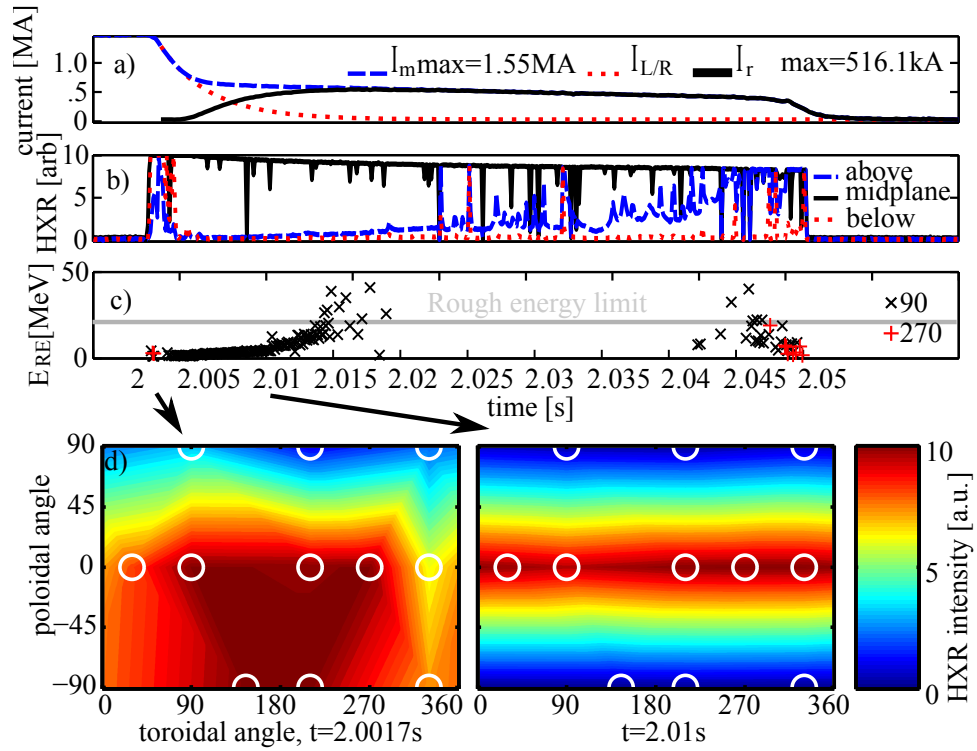 current [MA]
1.0
.5
0
a)
I_m max=1.55MA
I_L/R
I_r
max=516.1kA
HXR [arb]
10
5
0
b)
above
midplane
below
E_RE[MeV]
50
0
c)
Rough energy limit
90
270
2 2.005 2.01 2.015 2.02 2.025 2.03 2.035 2.04 2.045 2.05
time [s]
d)
poloidal angle
90
45
0
−45
−90
0 90 180 270 360
toroidal angle, t=2.0017s
0 90 180 270 360
t=2.01s
10
5
0
HXR intensity [a.u.]